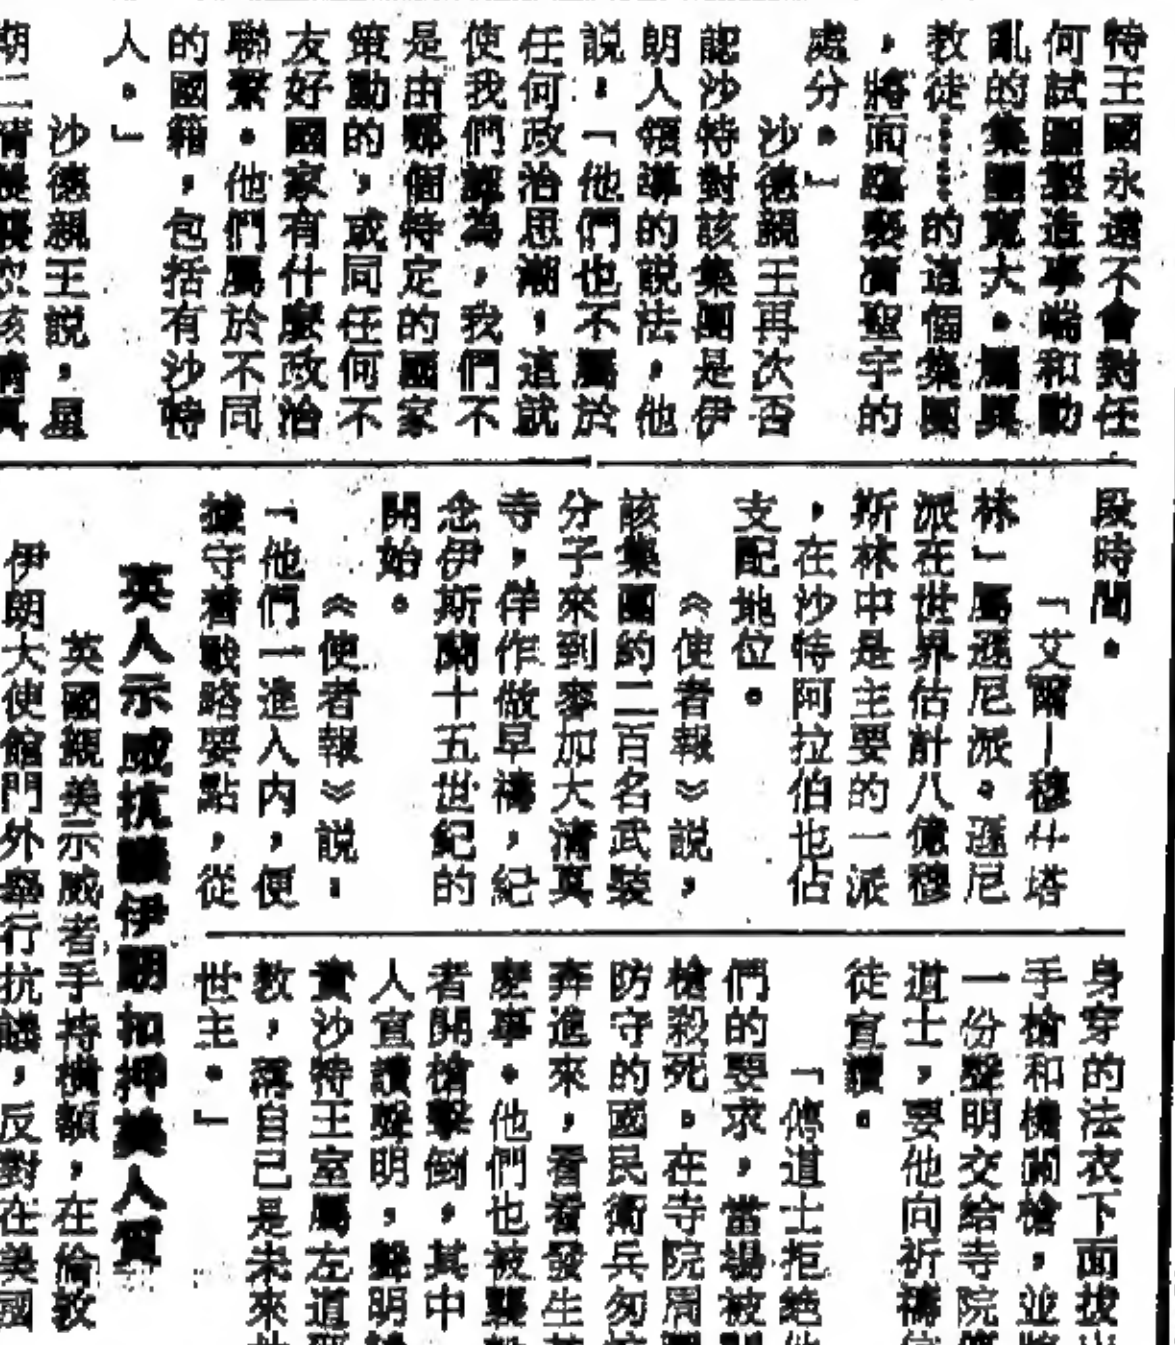 特王國永遠不會對任
何試圖製造事端和動
亂的集團寬大。屬異
教徒……的這個集團
，將面臨褻瀆聖宇的
處分。」
沙德親王再次否
認沙特對該集團是伊
朗人領導的説法，他
説：「他們也不屬於
任何政治思潮！這就
使我們認為，我們不
是由哪個特定的國家
策動的，或同任何不
友好國家有什麼政治
聯繫。他們屬於不同
的國籍，包括有沙特
人。」
沙德親王説，星
期二清晨襲
段時間。
「艾爾—穆什塔
林」屬遜尼派。遜尼
派在世界估計八億穆
斯林中是主要的一派
，在沙特阿拉伯也佔
支配地位。
《使者報》説，
該集團約二百名武裝
分子來到麥加大清真
寺，佯作做早禱，紀
念伊斯蘭十五世紀的
開始。
《使者報》説：
「他們一進入內，便
據守着戰略要點，從
身穿的法衣下面拔出
手槍和機關槍，並將
一份聲明交給寺院
道士，要他向祈禱信
徒宣讀。
「傳道士拒絕他
們的要求，當場被
槍殺死。在寺院周圍
防守的國民衛兵匆忙
奔進來，看看發生甚
麼事。他們也被襲
者開槍擊倒，其中
人宣讀聲明，聲明
責沙特王室屬左道
教，稱自己是未來
世主。」
英人示威抗議伊朗扣押美人質
英國親美示威者手持橫額，在倫敦
伊朗大使館門外舉行抗議，反對在美國